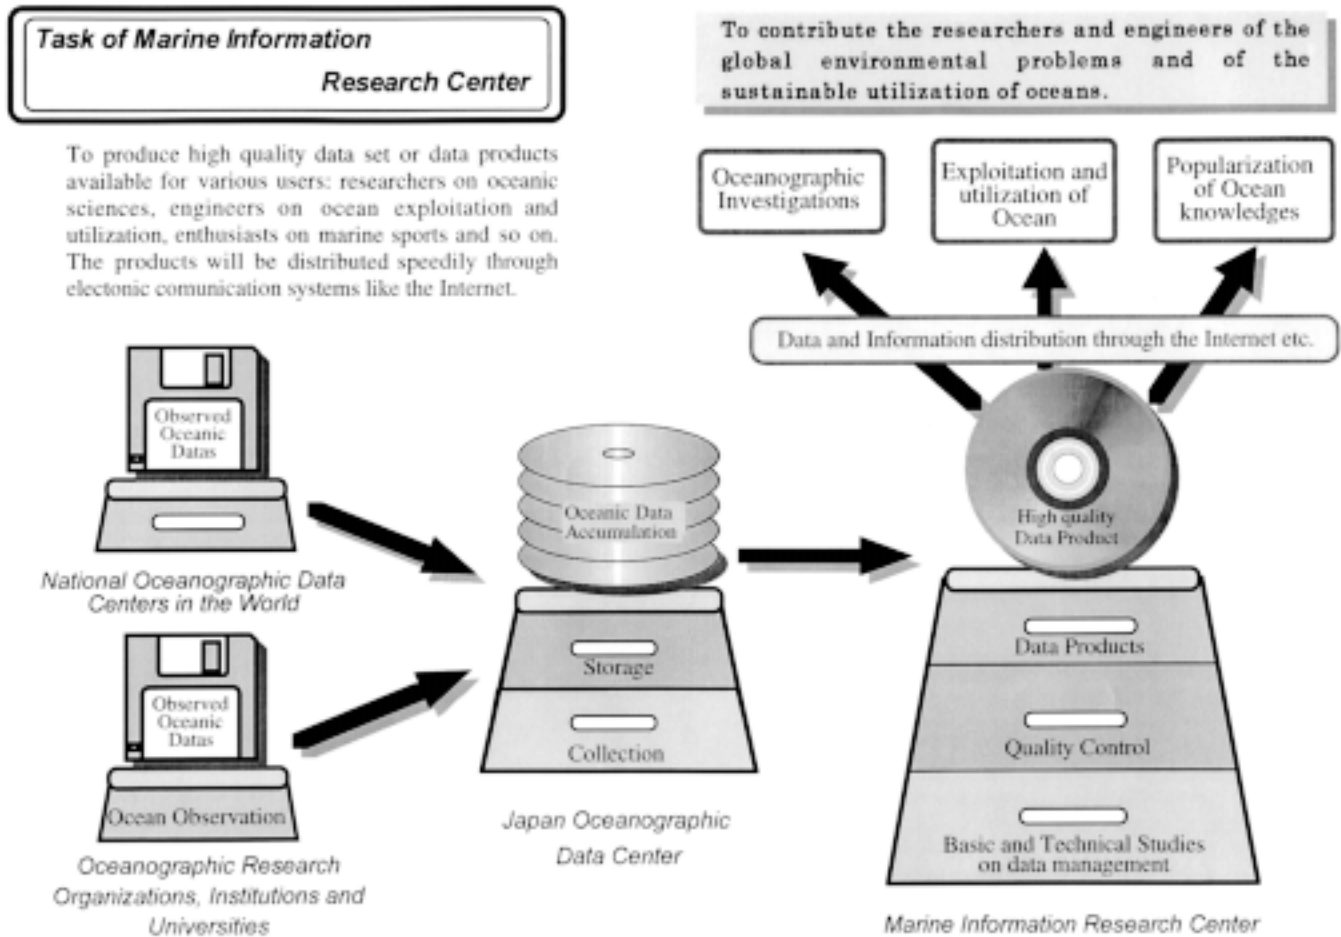 Task of Marine Information
Research Center
To contribute the researchers and engineers of the
global environmental problems and of the
sustainable utilization of oceans.
To produce high quality data set or data products
available for various users: researchers on oceanic
sciences, engineers on ocean exploitation and
utilization, enthusiasts on marine sports and so on.
The products will be distributed speedily through
electonic comunication systems like the Internet.
Oceanographic
Investigations
Exploitation and
utilization of
Ocean
Popularization
of Ocean
knowledges
Data and Information distribution through the Internet etc.
Observed
Oceanic
Datas
National Oceanographic Data
Centers in the World
Observed
Oceanic
Datas
Ocean Observation
Oceanographic Research
Organizations, Institutions and
Universities
Oceanic Data
Accumulation
Storage
Collection
Japan Oceanographic
Data Center
High quality
Data Product
Data Products
Quality Control
Basic and Technical Studies
on data management
Marine Information Research Center